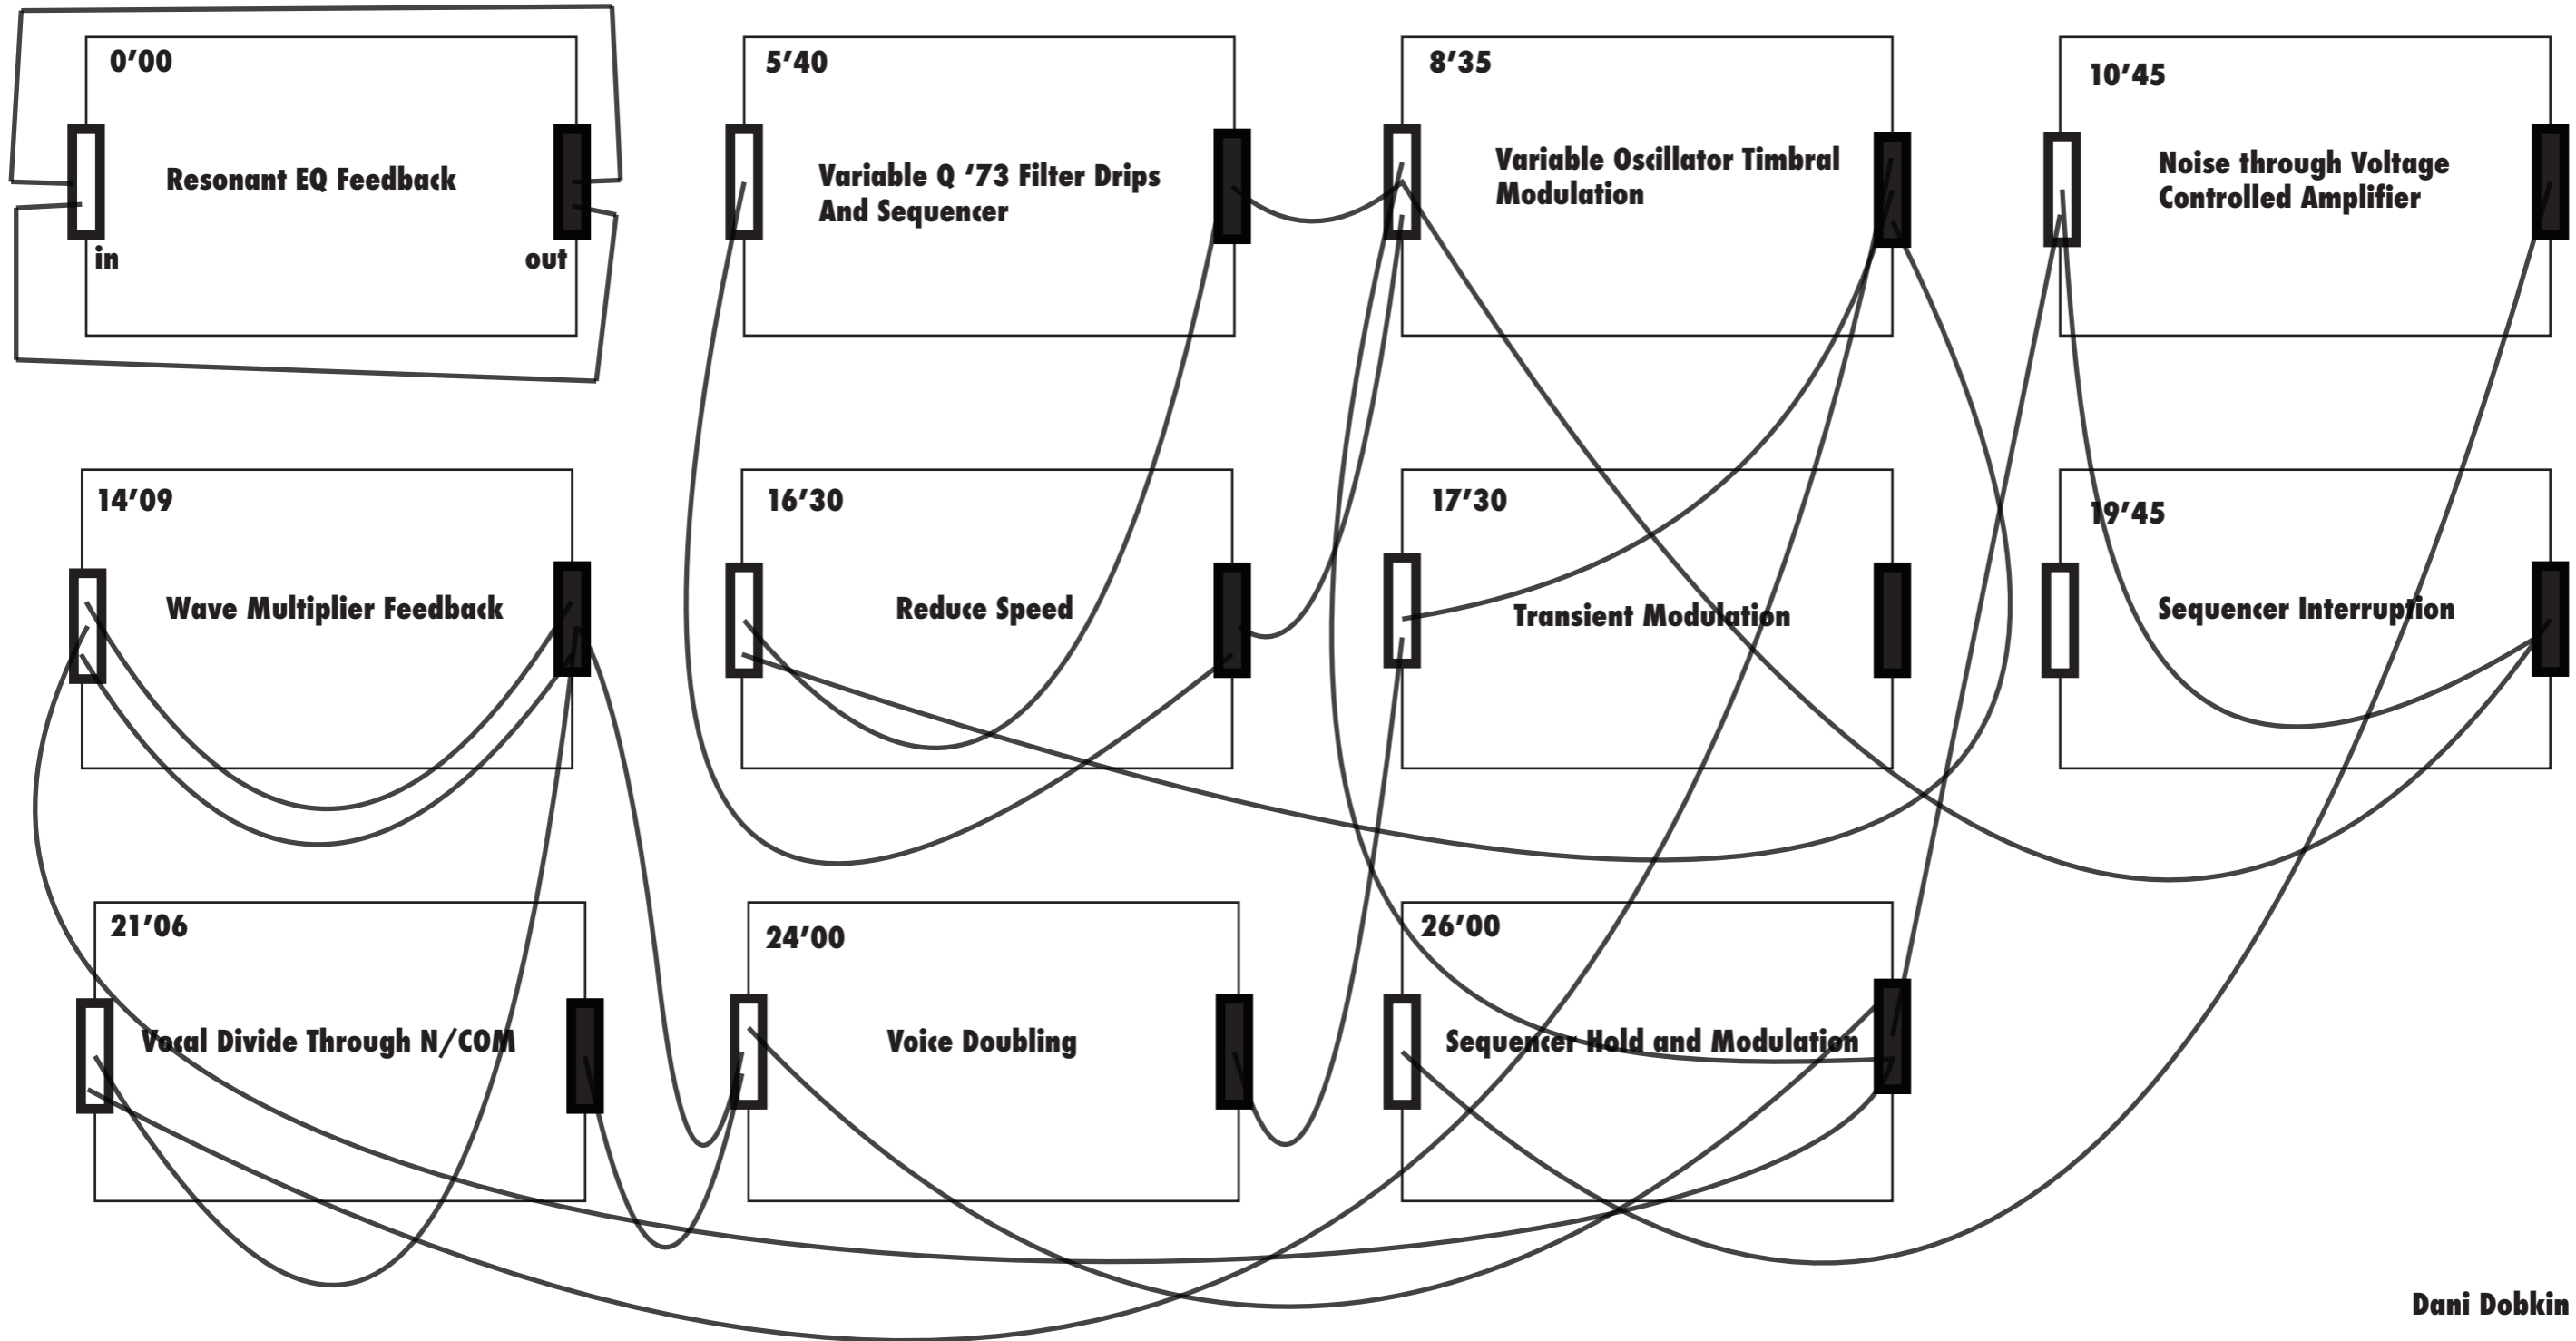 0’00
Resonant EQ Feedback
in
out
5’40
Variable Q ‘73 Filter Drips
And Sequencer
8’35
Variable Oscillator Timbral
Modulation
10’45
Noise through Voltage
Controlled Amplifier
14’09
Wave Multiplier Feedback
16’30
Reduce Speed
17’30
Transient Modulation
19’45
Sequencer Interruption
21’06
Vocal Divide Through N/COM
24’00
Voice Doubling
26’00
Sequencer Hold and Modulation
Dani Dobkin